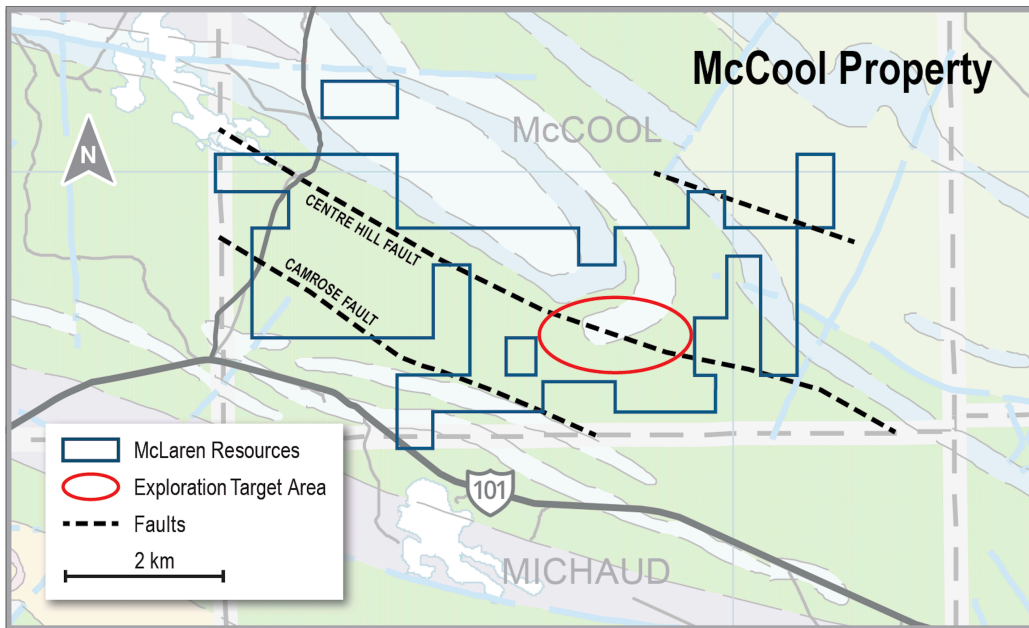 McCool Property
N
McCOOL
CENTRE HILL FAULT
CAMROSE FAULT
McLaren Resources
Exploration Target Area
Faults
2 km
101
MICHAUD